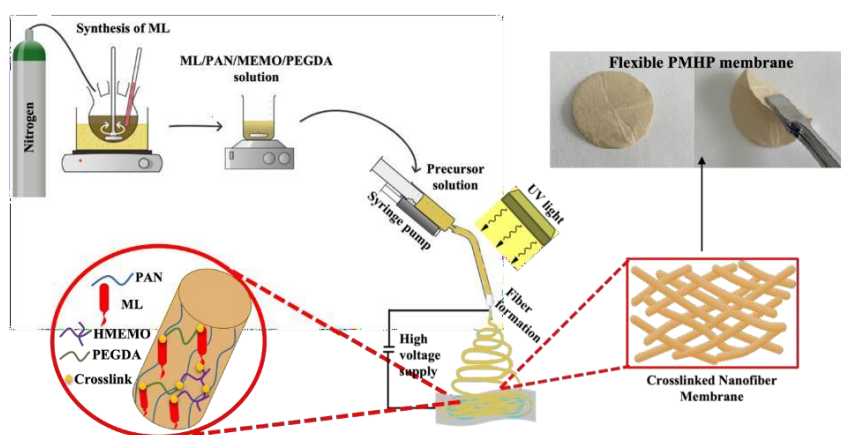 Synthesis of ML
Nitrogen
ML/PAN/MEMO/PEGDA
solution
Precursor
solution
Syringe pump
UV light
Fiber
formation
High
voltage
supply
Flexible PMHP membrane
PAN
ML
HMEMO
PEGDA
Crosslink
Crosslinked Nanofiber
Membrane